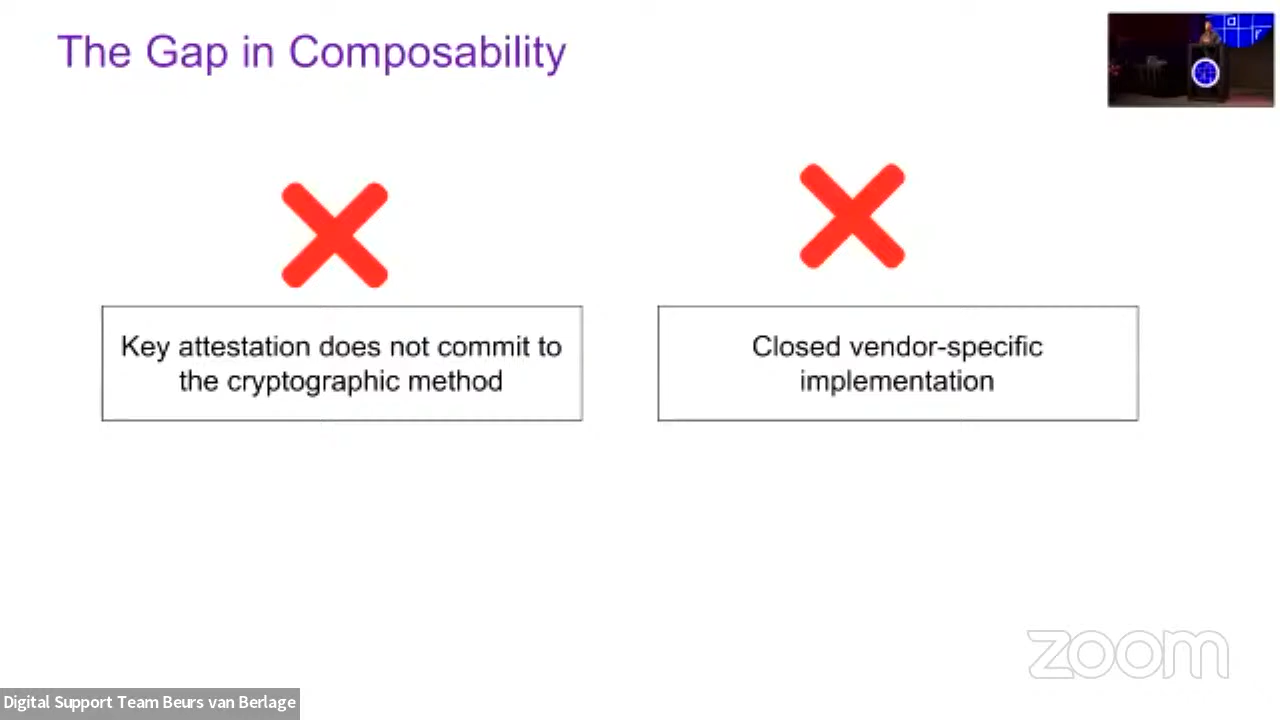 The Gap in Composability
a
r
Key attestation does not commit to
the cryptographic method
Closed vendor-specific
implementation
zoom
Digital Support Team Beurs van Berlage